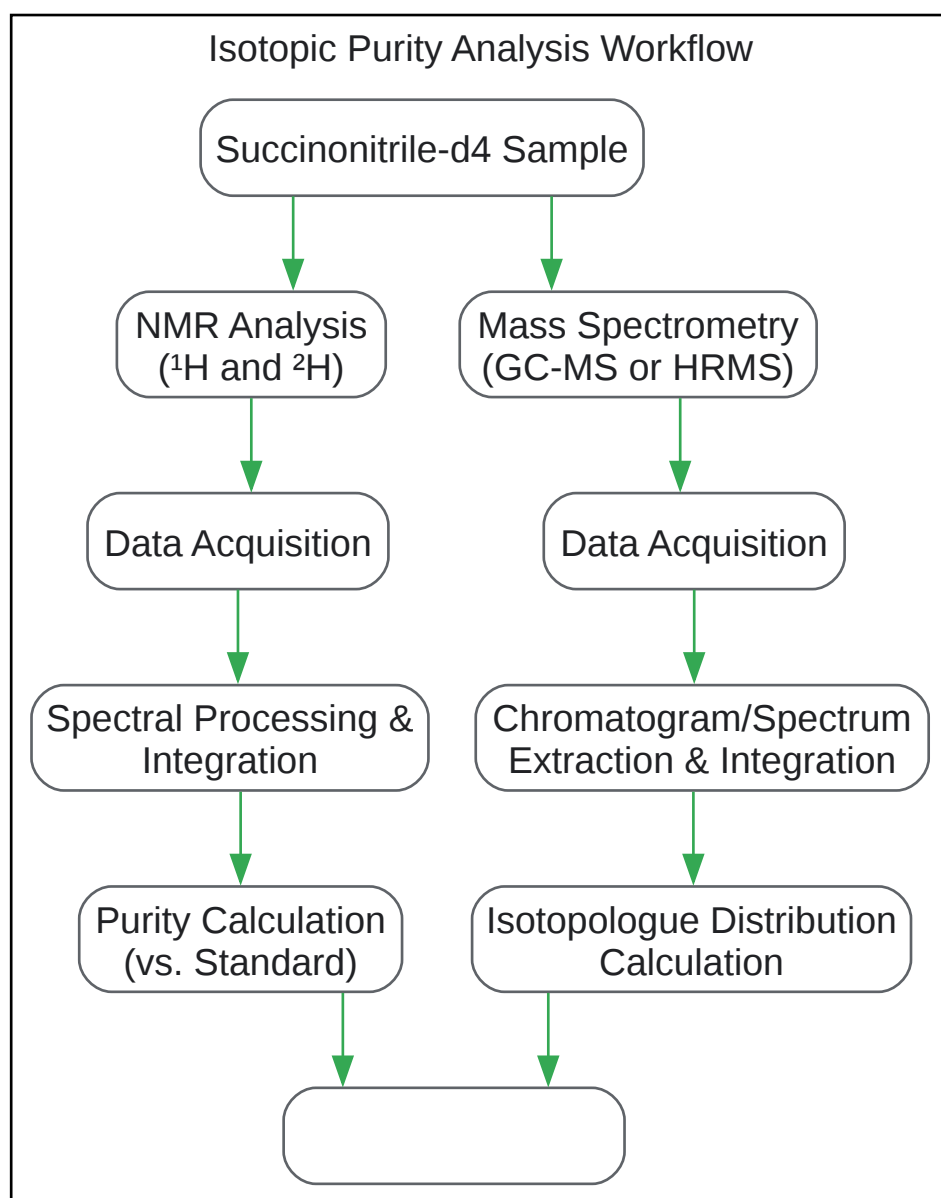 Isotopic Purity Analysis Workflow
Succinonitrile-d4 Sample
NMR Analysis
(¹H and ²H)
Mass Spectrometry
(GC-MS or HRMS)
Data Acquisition
Data Acquisition
Spectral Processing &
Integration
Chromatogram/Spectrum
Extraction & Integration
Purity Calculation
(vs. Standard)
Isotopologue Distribution
Calculation